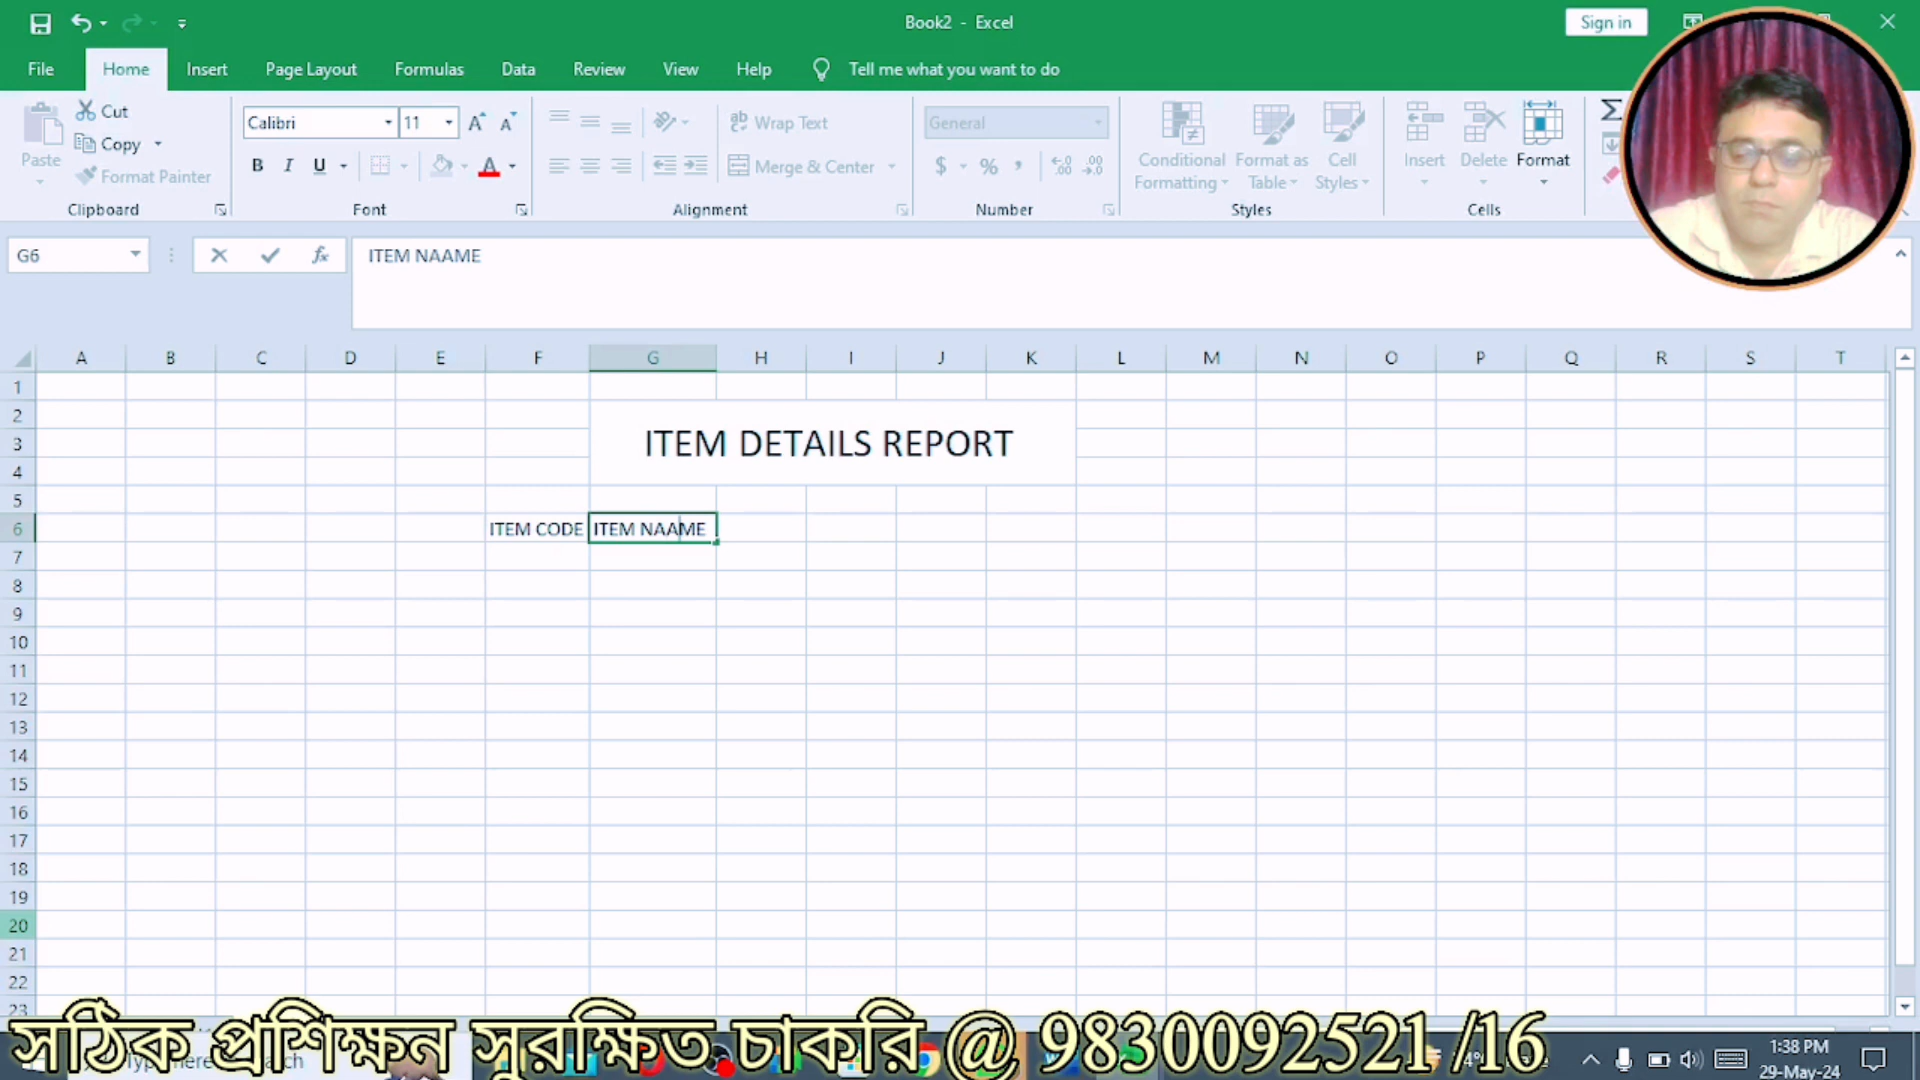 Book2 - Excel
Sign in
File Home Insert Page Layout Formulas Data Review View Help Tell me what you want to do
Paste
Cut
Copy
Format Painter
Clipboard
Calibri 11
B I U A
Font
Wrap Text
Merge & Center
Alignment
General
$ % ,
Number
Conditional Formatting
Format as Table
Cell Styles
Styles
Insert Delete Format
Cells
G6 fx ITEM NAAME
A B C D E F G H I J K L M N O P Q R S T
1
2
3 ITEM DETAILS REPORT
4
5
6 ITEM CODE ITEM NAAME
7
8
9
10
11
12
13
14
15
16
17
18
19
20
21
22
23
সঠিক প্রশিক্ষন সুরক্ষিত চাকরি @ 9830092521 /16
1:38 PM
29-May-24